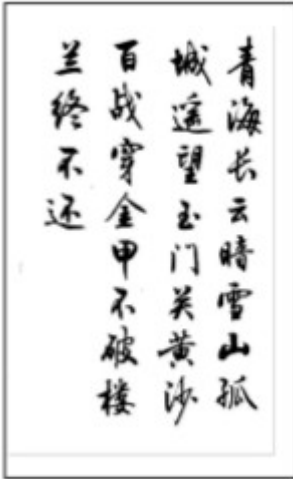 青海长云暗雪山孤
城遥望玉门关黄沙
百战穿金甲不破楼
兰终不还